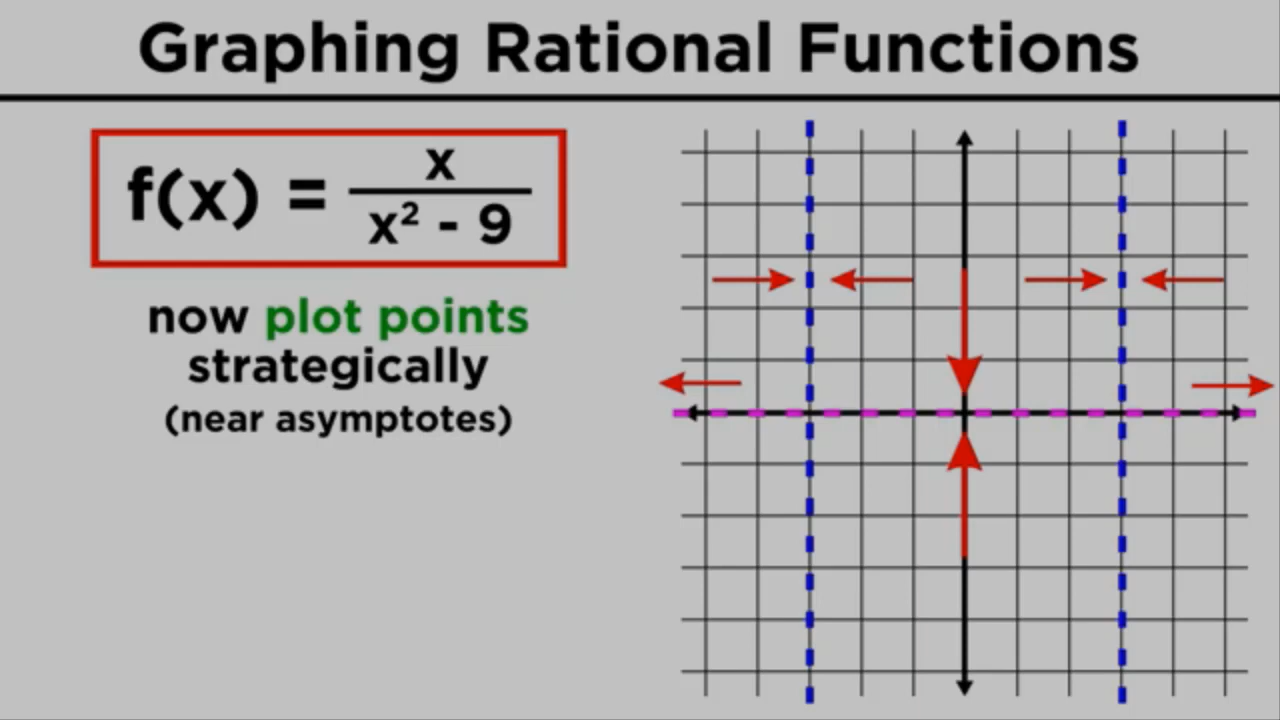 Graphing Rational Functions
f(x) = x / x² - 9
now plot points
strategically
(near asymptotes)